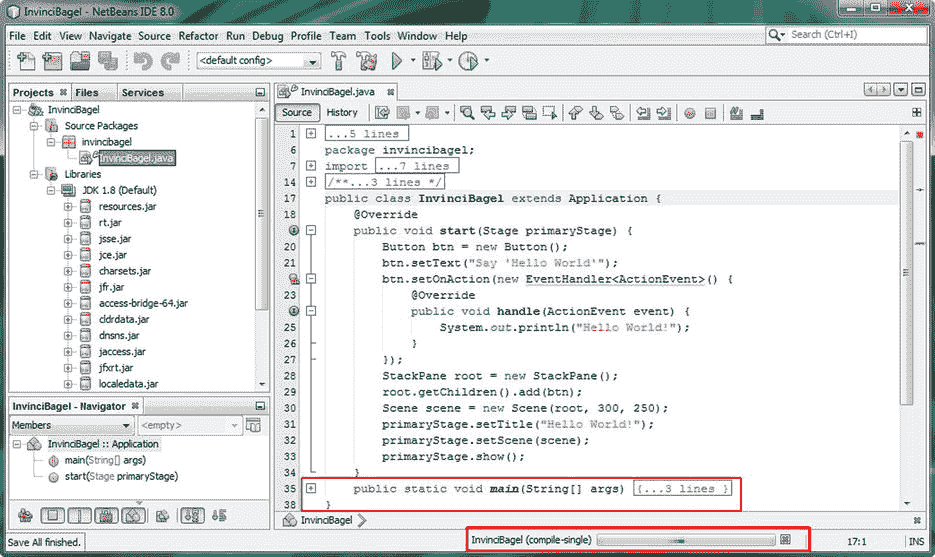 InvinciBagel - NetBeans IDE 8.0
File Edit View Navigate Source Refactor Run Debug Profile Team Tools Window Help
Search (Ctrl+I)
<default config>
Projects Files Services
InvinciBagel
Source Packages
invincibagel
InvinciBagel.java
Libraries
JDK 1.8 (Default)
resources.jar
rt.jar
jsse.jar
jce.jar
charsets.jar
jfr.jar
access-bridge-64.jar
cldrdata.jar
dnsns.jar
jaccess.jar
jfxrt.jar
localedata.jar
InvinciBagel - Navigator
Members <empty>
InvinciBagel :: Application
main(String[] args)
start(Stage primaryStage)
InvinciBagel.java
Source History
1 ...5 lines
6 package invincibagel;
7 import ...7 lines
14 /**...3 lines */
17 public class InvinciBagel extends Application {
18 @Override
public void start(Stage primaryStage) {
20 Button btn = new Button();
21 btn.setText("Say 'Hello World'");
btn.setOnAction(new EventHandler<ActionEvent>() {
23 @Override
public void handle(ActionEvent event) {
25 System.out.println("Hello World!");
26 }
27 });
28 StackPane root = new StackPane();
29 root.getChildren().add(btn);
30 Scene scene = new Scene(root, 300, 250);
31 primaryStage.setTitle("Hello World!");
32 primaryStage.setScene(scene);
33 primaryStage.show();
34 }
35 public static void main(String[] args) {...3 lines }
38 }
InvinciBagel
Save All finished.
InvinciBagel (compile-single)
17:1 INS